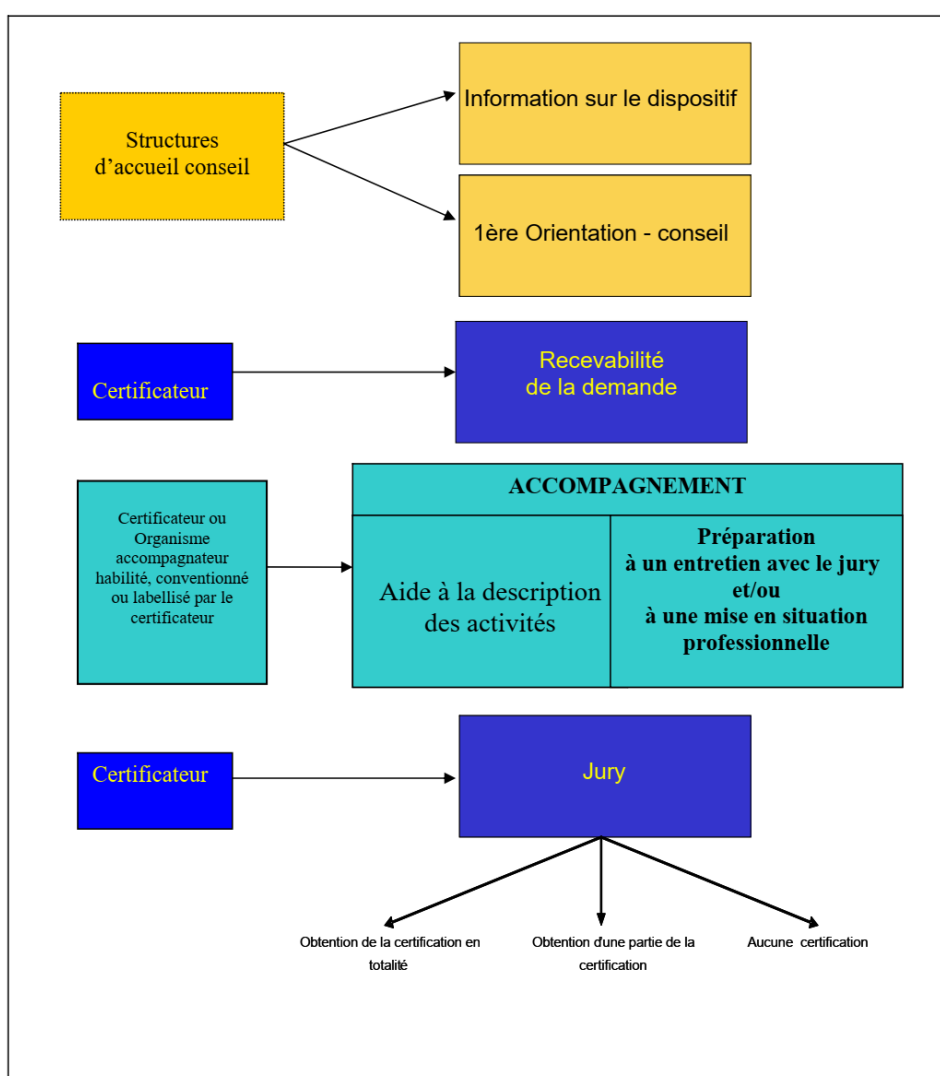 Structures
d’accueil conseil
Information sur le dispositif
1ère Orientation - conseil
Certificateur
Recevabilité
de la demande
Certificateur ou
Organisme
accompagnateur
habilité, conventionné
ou labellisé par le
certificateur
ACCOMPAGNEMENT
Aide à la description
des activités
Préparation
à un entretien avec le jury
et/ou
à une mise en situation
professionnelle
Certificateur
Jury
Obtention de la certification en
totalité
Obtention d'une partie de la
certification
Aucune certification